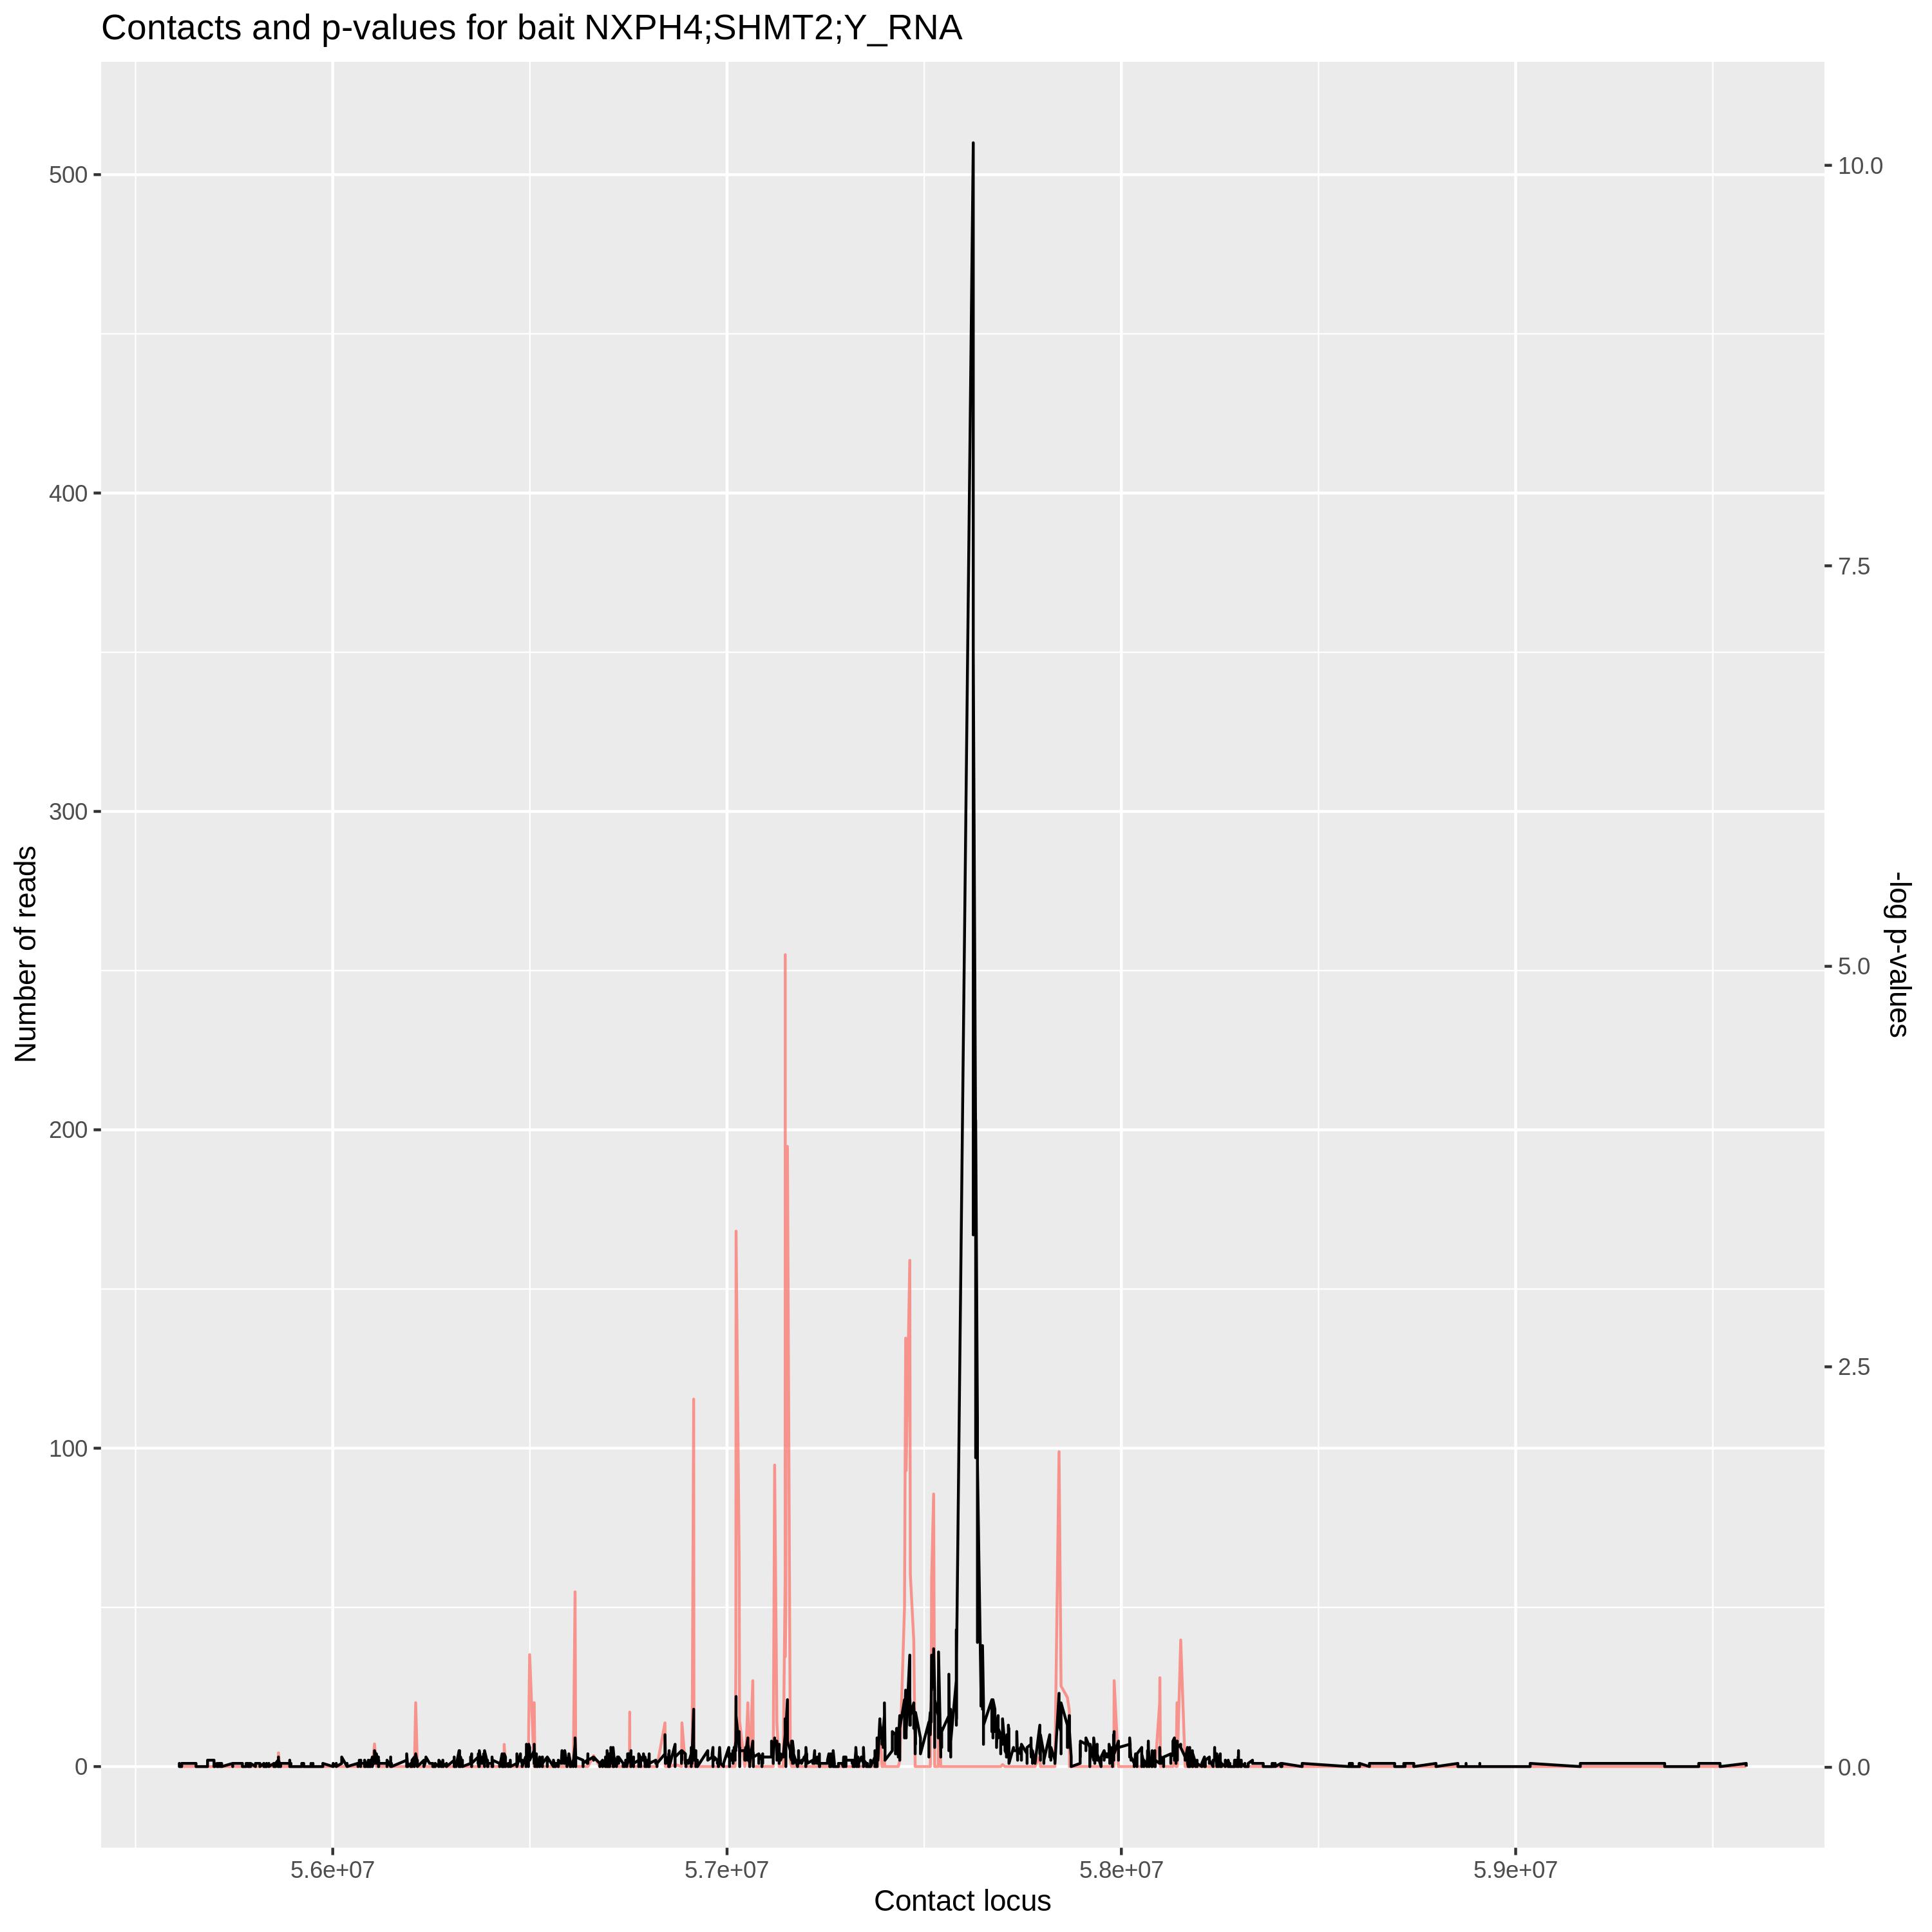 Contacts and p-values for bait NXPH4;SHMT2;Y_RNA
500
400
300
200
100
0
Number of reads
10.0
7.5
5.0
2.5
0.0
-log p-values
5.6e+07 5.7e+07 5.8e+07 5.9e+07
Contact locus